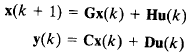 x(k + 1) = Gx(k) + Hu(k)
y(k) = Cx(k) + Du(k)